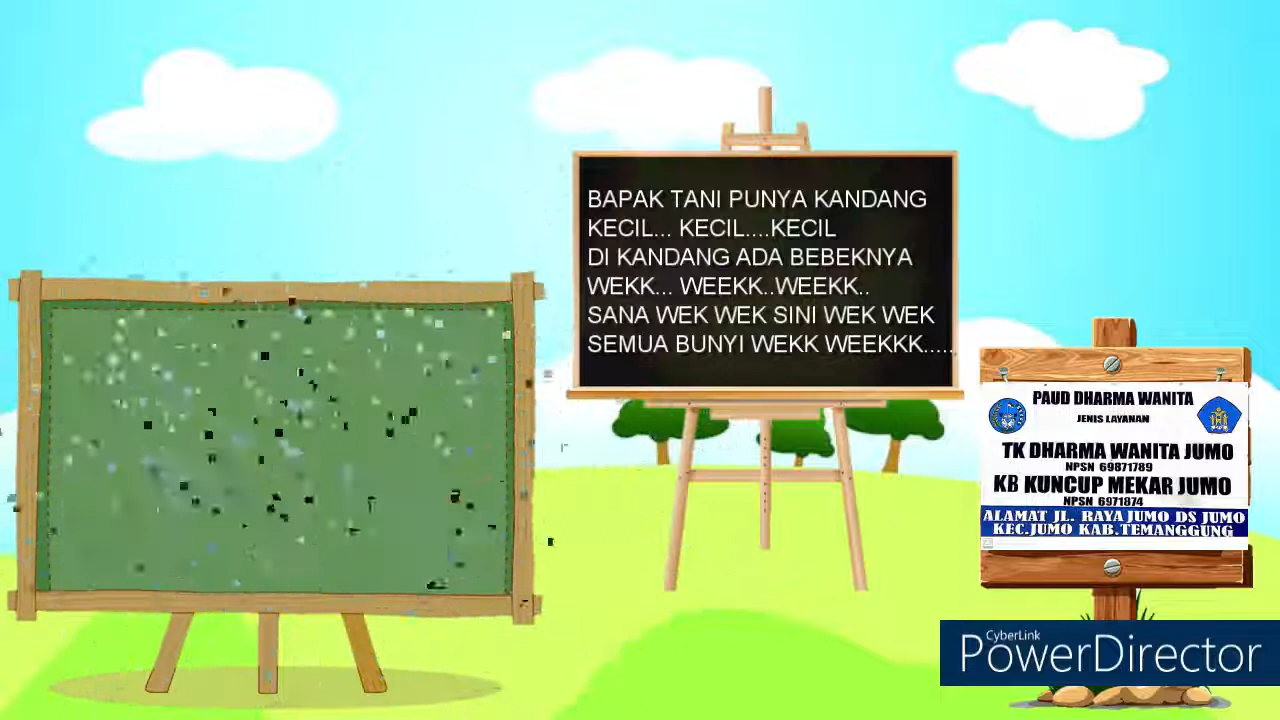 BAPAK TANI PUNYA KANDANG
KECIL... KECIL....KECIL
DI KANDANG ADA BEBEKNYA
WEKK... WEEKK..WEEKK..
SANA WEK WEK SINI WEK WEK
SEMUA BUNYI WEKK WEEKKK.....
PAUD DHARMA WANITA
JENIS LAYANAN
TK DHARMA WANITA JUMO
NPSN 69871789
KB KUNCUP MEKAR JUMO
NPSN 6971874
ALAMAT JL. RAYA JUMO DS JUMO
KEC.JUMO KAB.TEMANGGUNG
CyberLink
PowerDirector